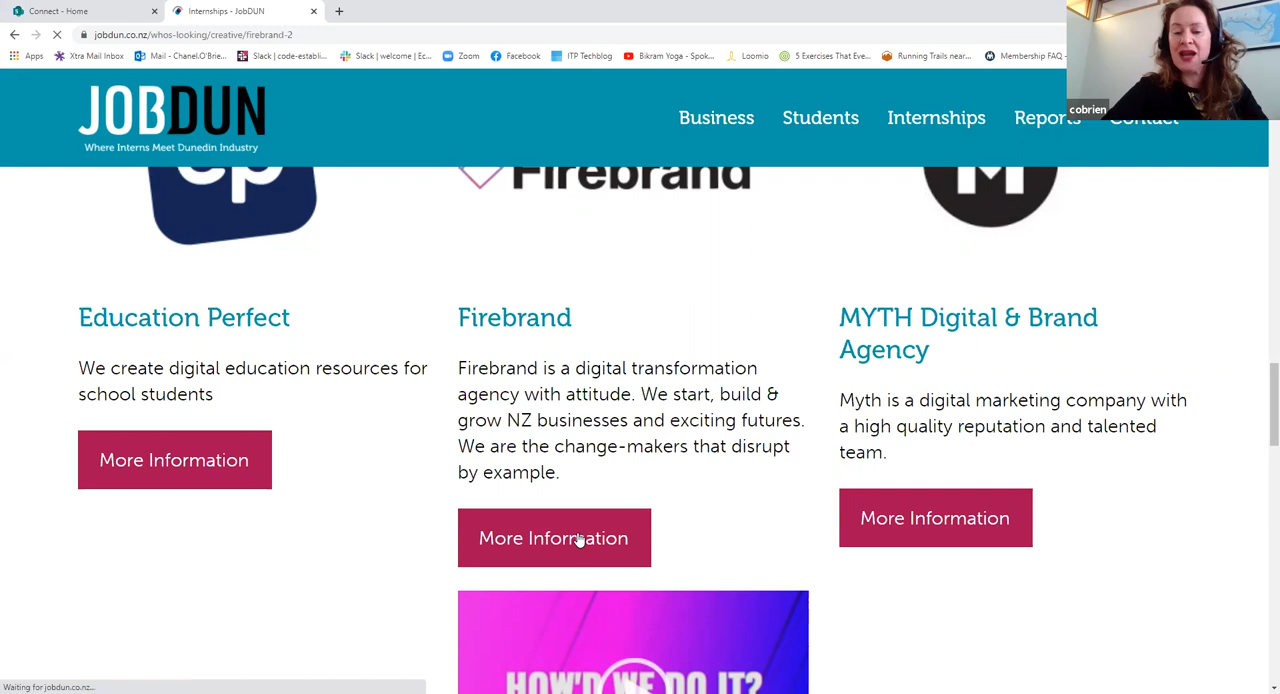 Connect - Home
Internships - JobDUN
jobdun.co.nz/whos-looking/creative/firebrand-2
Apps
Xtra Mail Inbox
Mail - Chanel.O'Brie...
Slack | code-establi...
Slack | welcome | Ec...
Zoom
Facebook
ITP Techblog
Bikram Yoga - Spok...
Loomio
5 Exercises That Eve...
Running Trails near...
Membership FAQ -
cobrien
JOBDUN
Where Interns Meet Dunedin Industry
Business
Students
Internships
Reports
Contact
ep
Firebrand
M
Education Perfect
We create digital education resources for
school students
More Information
Firebrand
Firebrand is a digital transformation
agency with attitude. We start, build &
grow NZ businesses and exciting futures.
We are the change-makers that disrupt
by example.
More Information
HOW'D WE DO IT?
MYTH Digital & Brand
Agency
Myth is a digital marketing company with
a high quality reputation and talented
team.
More Information
Waiting for jobdun.co.nz...